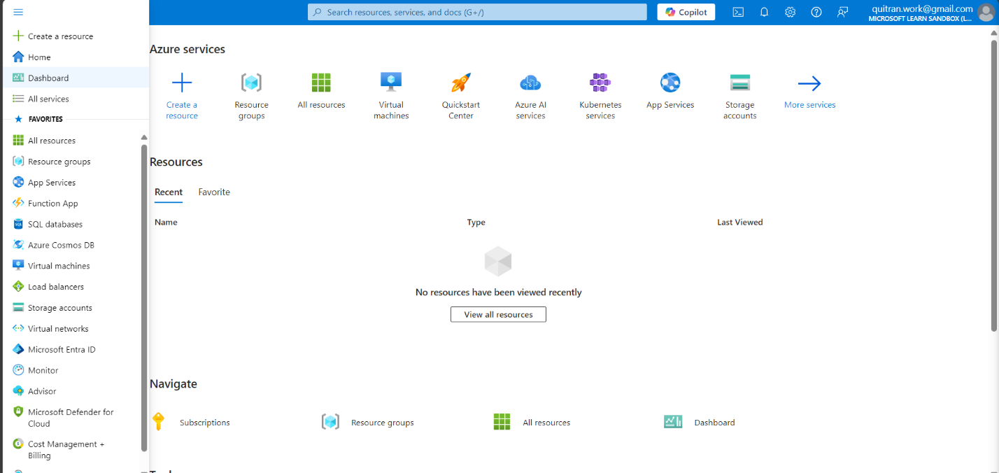 Search resources, services, and docs (G+/)
Copilot
quitran.work@gmail.com
MICROSOFT LEARN SANDBOX (L...
Create a resource
Home
Dashboard
All services
FAVORITES
All resources
Resource groups
App Services
Function App
SQL databases
Azure Cosmos DB
Virtual machines
Load balancers
Storage accounts
Virtual networks
Microsoft Entra ID
Monitor
Advisor
Microsoft Defender for
Cloud
Cost Management +
Billing
Azure services
Create a
resource
Resource
groups
All resources
Virtual
machines
Quickstart
Center
Azure AI
services
Kubernetes
services
App Services
Storage
accounts
More services
Resources
Recent
Favorite
Name
Type
Last Viewed
No resources have been viewed recently
View all resources
Navigate
Subscriptions
Resource groups
All resources
Dashboard